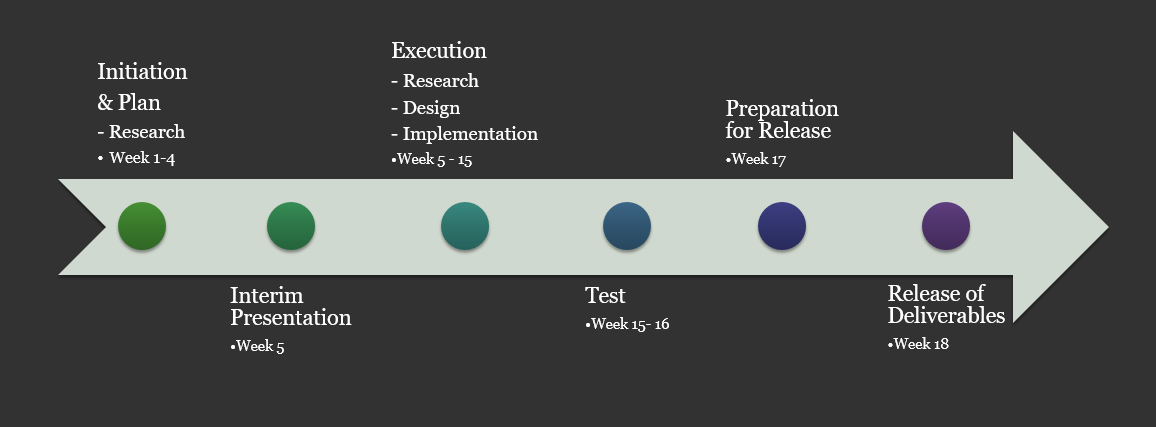 Initiation
& Plan
- Research
• Week 1-4
Interim
Presentation
•Week 5
Execution
- Research
- Design
- Implementation
•Week 5 - 15
Test
•Week 15- 16
Preparation
for Release
•Week 17
Release of
Deliverables
•Week 18